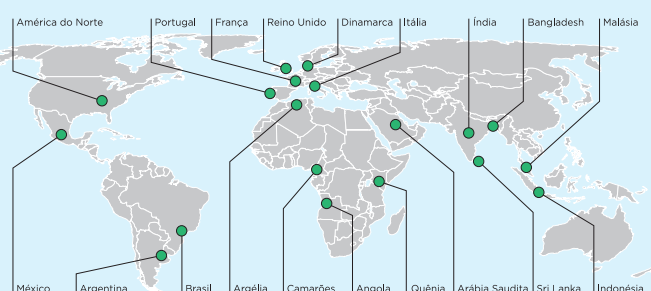 América do Norte
Portugal
França
Reino Unido
Dinamarca
Itália
Índia
Bangladesh
Malásia
México
Argentina
Brasil
Argélia
Camarões
Angola
Quênia
Arábia Saudita
Sri Lanka
Indonésia